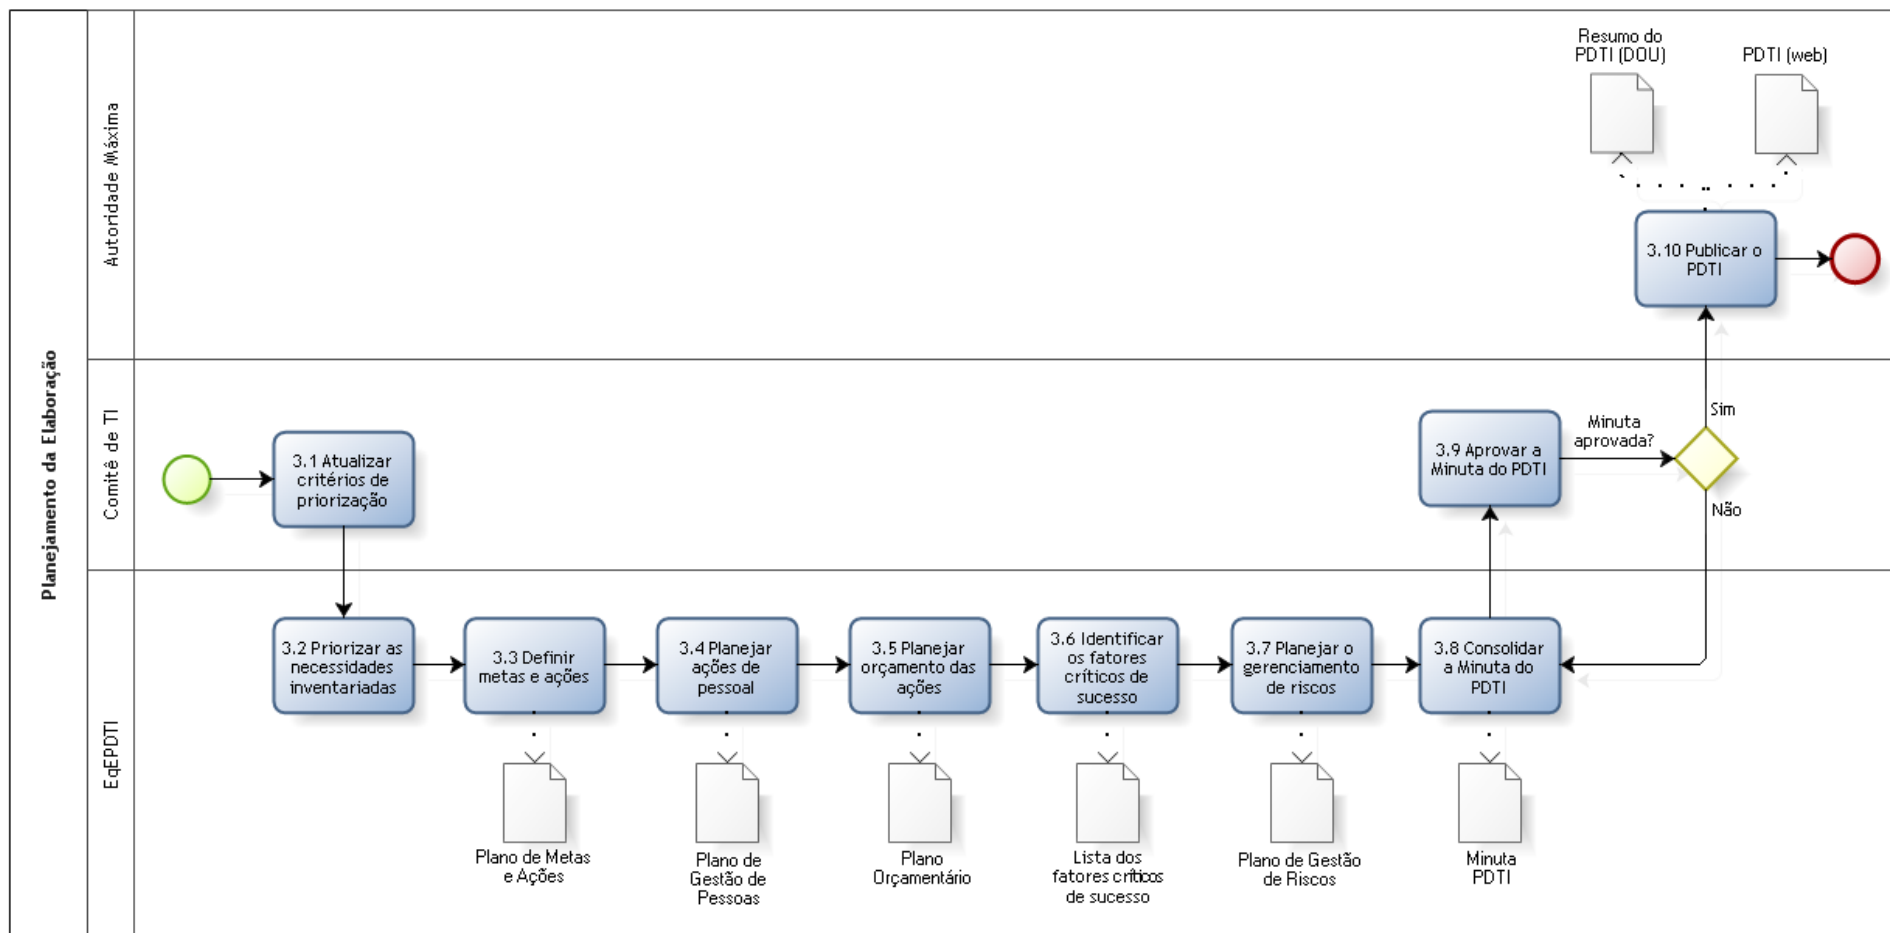 Planejamento da Elaboração
Autoridade Máxima
Resumo do
PDTI (DOU)
PDTI (web)
3.10 Publicar o
PDTI
Comitê de TI
3.1 Atualizar
critérios de
priorização
3.9 Aprovar a
Minuta do PDTI
Minuta
aprovada?
Sim
Não
EqEPDTI
3.2 Priorizar as
necessidades
inventariadas
3.3 Definir
metas e ações
3.4 Planejar
ações de
pessoal
3.5 Planejar
orçamento das
ações
3.6 Identificar
os fatores
críticos de
sucesso
3.7 Planejar o
gerenciamento
de riscos
3.8 Consolidar
a Minuta do
PDTI
Plano de Metas
e Ações
Plano de
Gestão de
Pessoas
Plano
Orçamentário
Lista dos
fatores críticos
de sucesso
Plano de Gestão
de Riscos
Minuta
PDTI